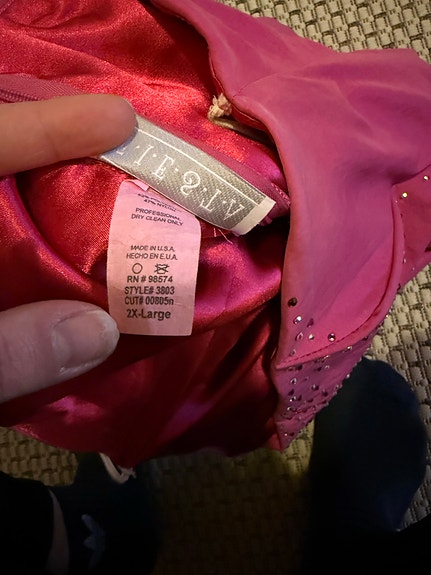 PROFESSIONAL
DRY CLEAN ONLY
MADE IN U.S.A.
HECHO EN E.U.A.
RN # 98574
STYLE# 3803
CUT# 00805n
2X-Large